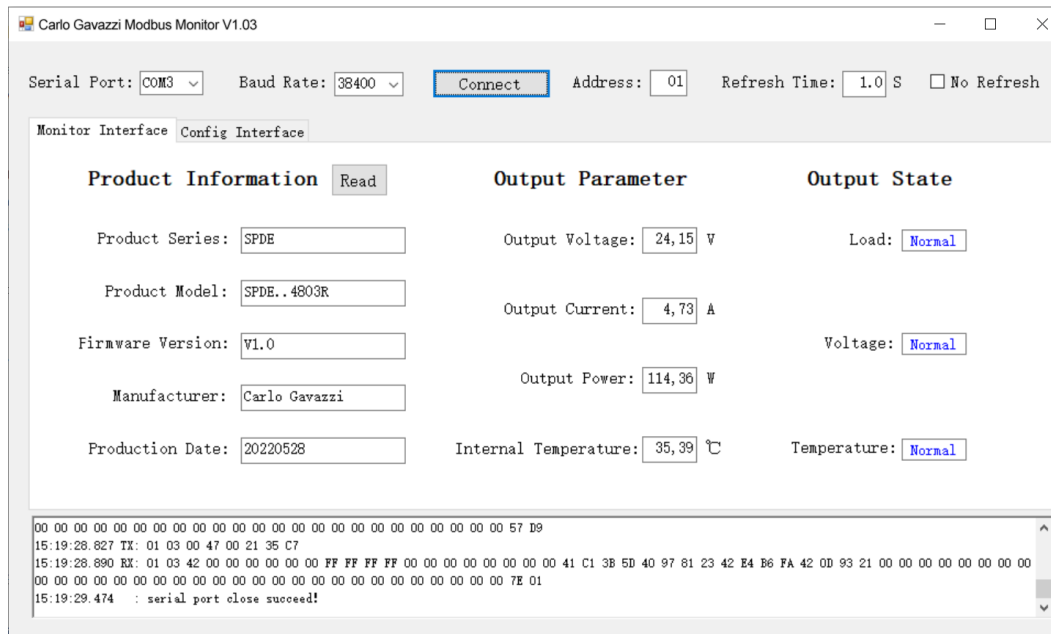 Carlo Gavazzi Modbus Monitor V1.03
Serial Port: COM3 Baud Rate: 38400 Connect Address: 01 Refresh Time: 1.0 S No Refresh
Monitor Interface Config Interface
Product Information Read Output Parameter Output State
Product Series: SPDE Output Voltage: 24,15 V Load: Normal
Product Model: SPDE..4803R
Output Current: 4,73 A
Firmware Version: V1.0 Voltage: Normal
Output Power: 114,36 W
Manufacturer: Carlo Gavazzi
Production Date: 20220528 Internal Temperature: 35,39 ℃ Temperature: Normal
00 00 00 00 00 00 00 00 00 00 00 00 00 00 00 00 00 00 00 00 00 00 00 00 57 D9
15:19:28.827 TX: 01 03 00 47 00 21 35 C7
15:19:28.890 RX: 01 03 42 00 00 00 00 00 00 FF FF FF FF 00 00 00 00 00 00 00 00 41 C1 3B 5D 40 97 81 23 42 E4 B6 FA 42 0D 93 21 00 00 00 00 00 00 00 00
00 00 00 00 00 00 00 00 00 00 00 00 00 00 00 00 00 00 00 00 00 00 00 00 7E 01
15:19:29.474 : serial port close succeed!